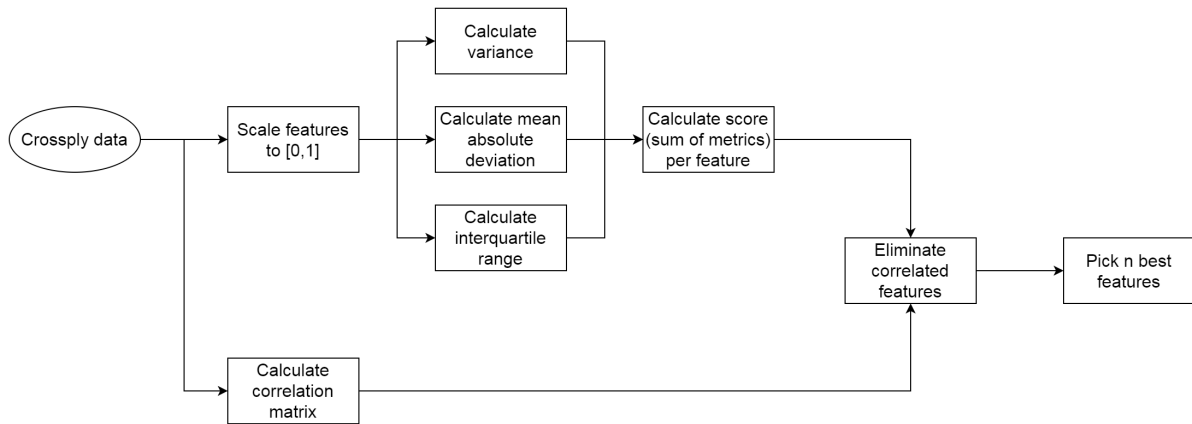 Calculate
variance
Crossply data
Scale features
to [0,1]
Calculate mean
absolute
deviation
Calculate score
(sum of metrics)
per feature
Calculate
interquartile
range
Eliminate
correlated
features
Pick n best
features
Calculate
correlation
matrix